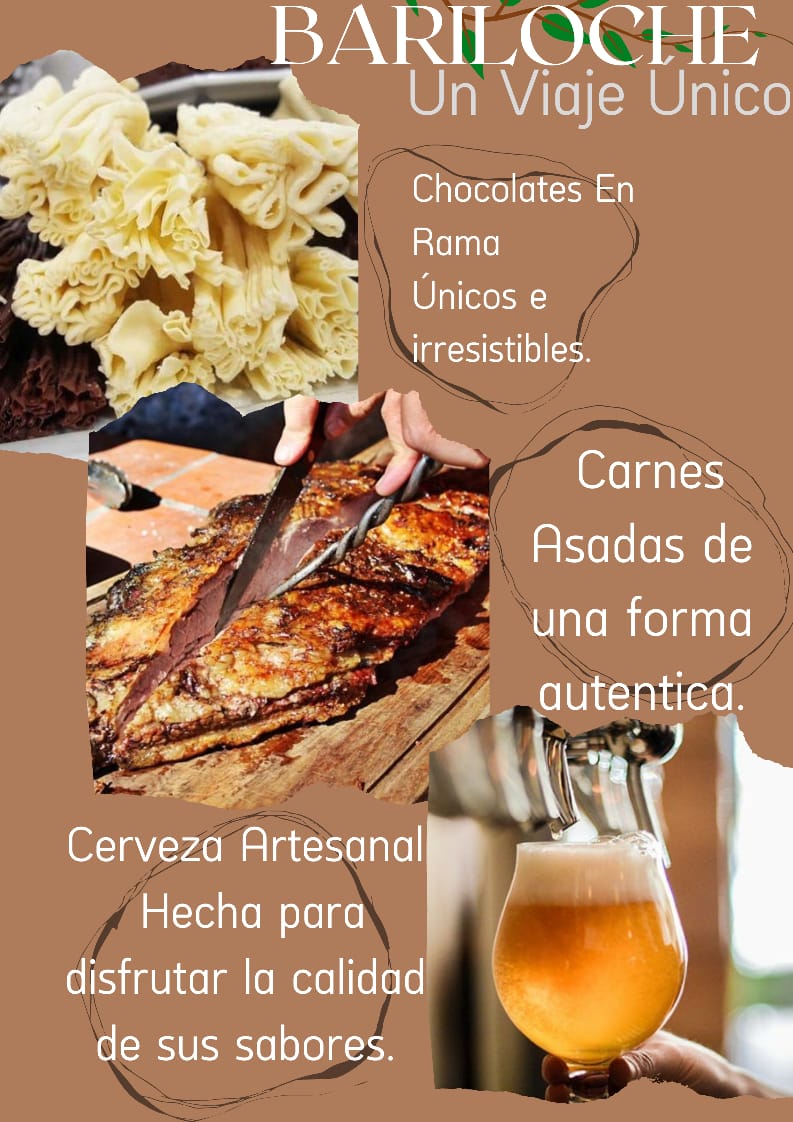 BARILOCHE
Un Viaje Único
Chocolates En
Rama
Únicos e
irresistibles.
Carnes
Asadas de
una forma
autentica.
Cerveza Artesanal
Hecha para
disfrutar la calidad
de sus sabores.